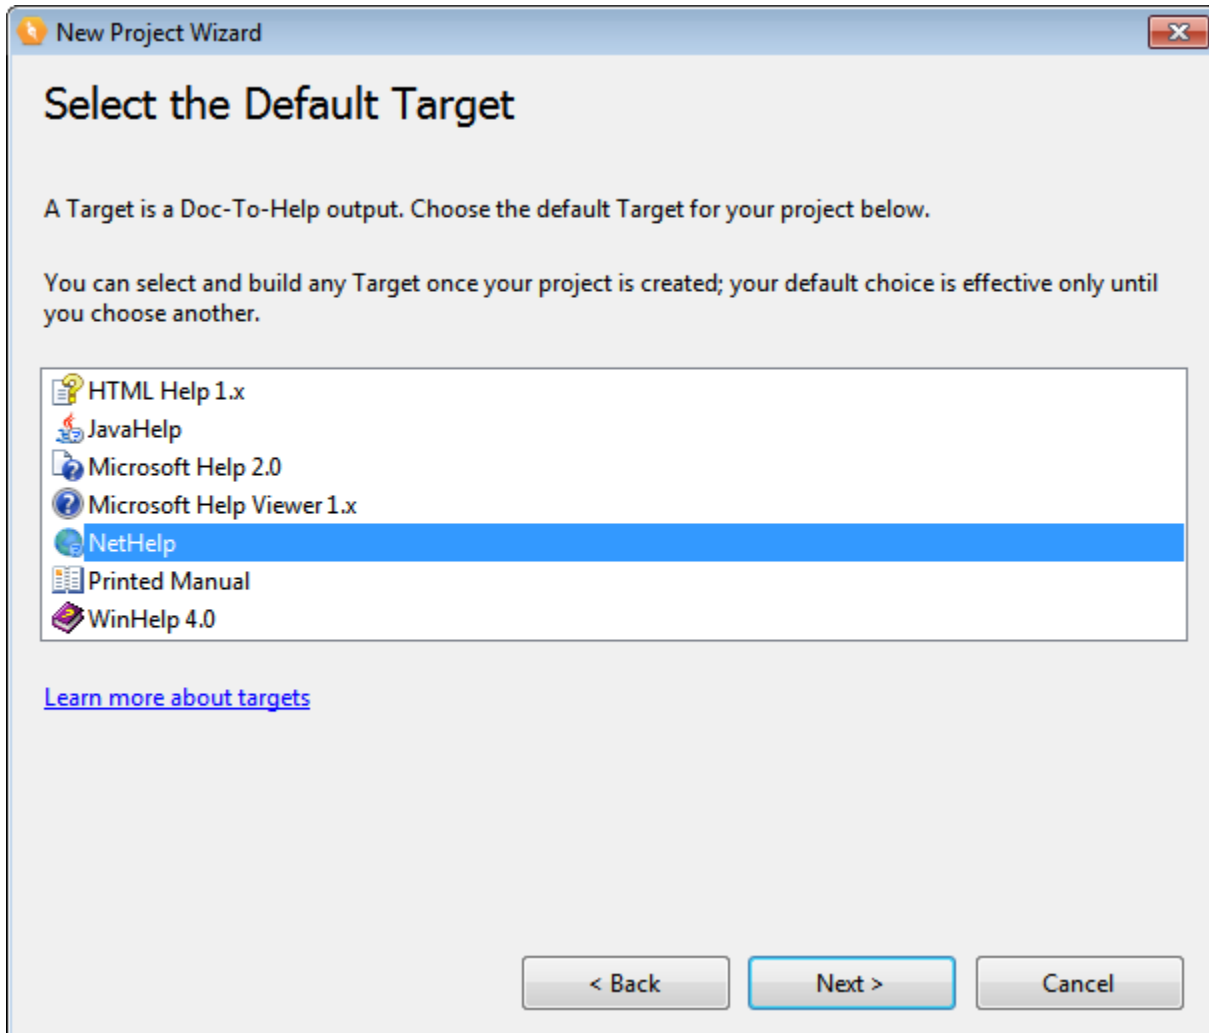 New Project Wizard
Select the Default Target
A Target is a Doc-To-Help output. Choose the default Target for your project below.
You can select and build any Target once your project is created; your default choice is effective only until
you choose another.
HTML Help 1.x
JavaHelp
Microsoft Help 2.0
Microsoft Help Viewer 1.x
NetHelp
Printed Manual
WinHelp 4.0
Learn more about targets
< Back
Next >
Cancel